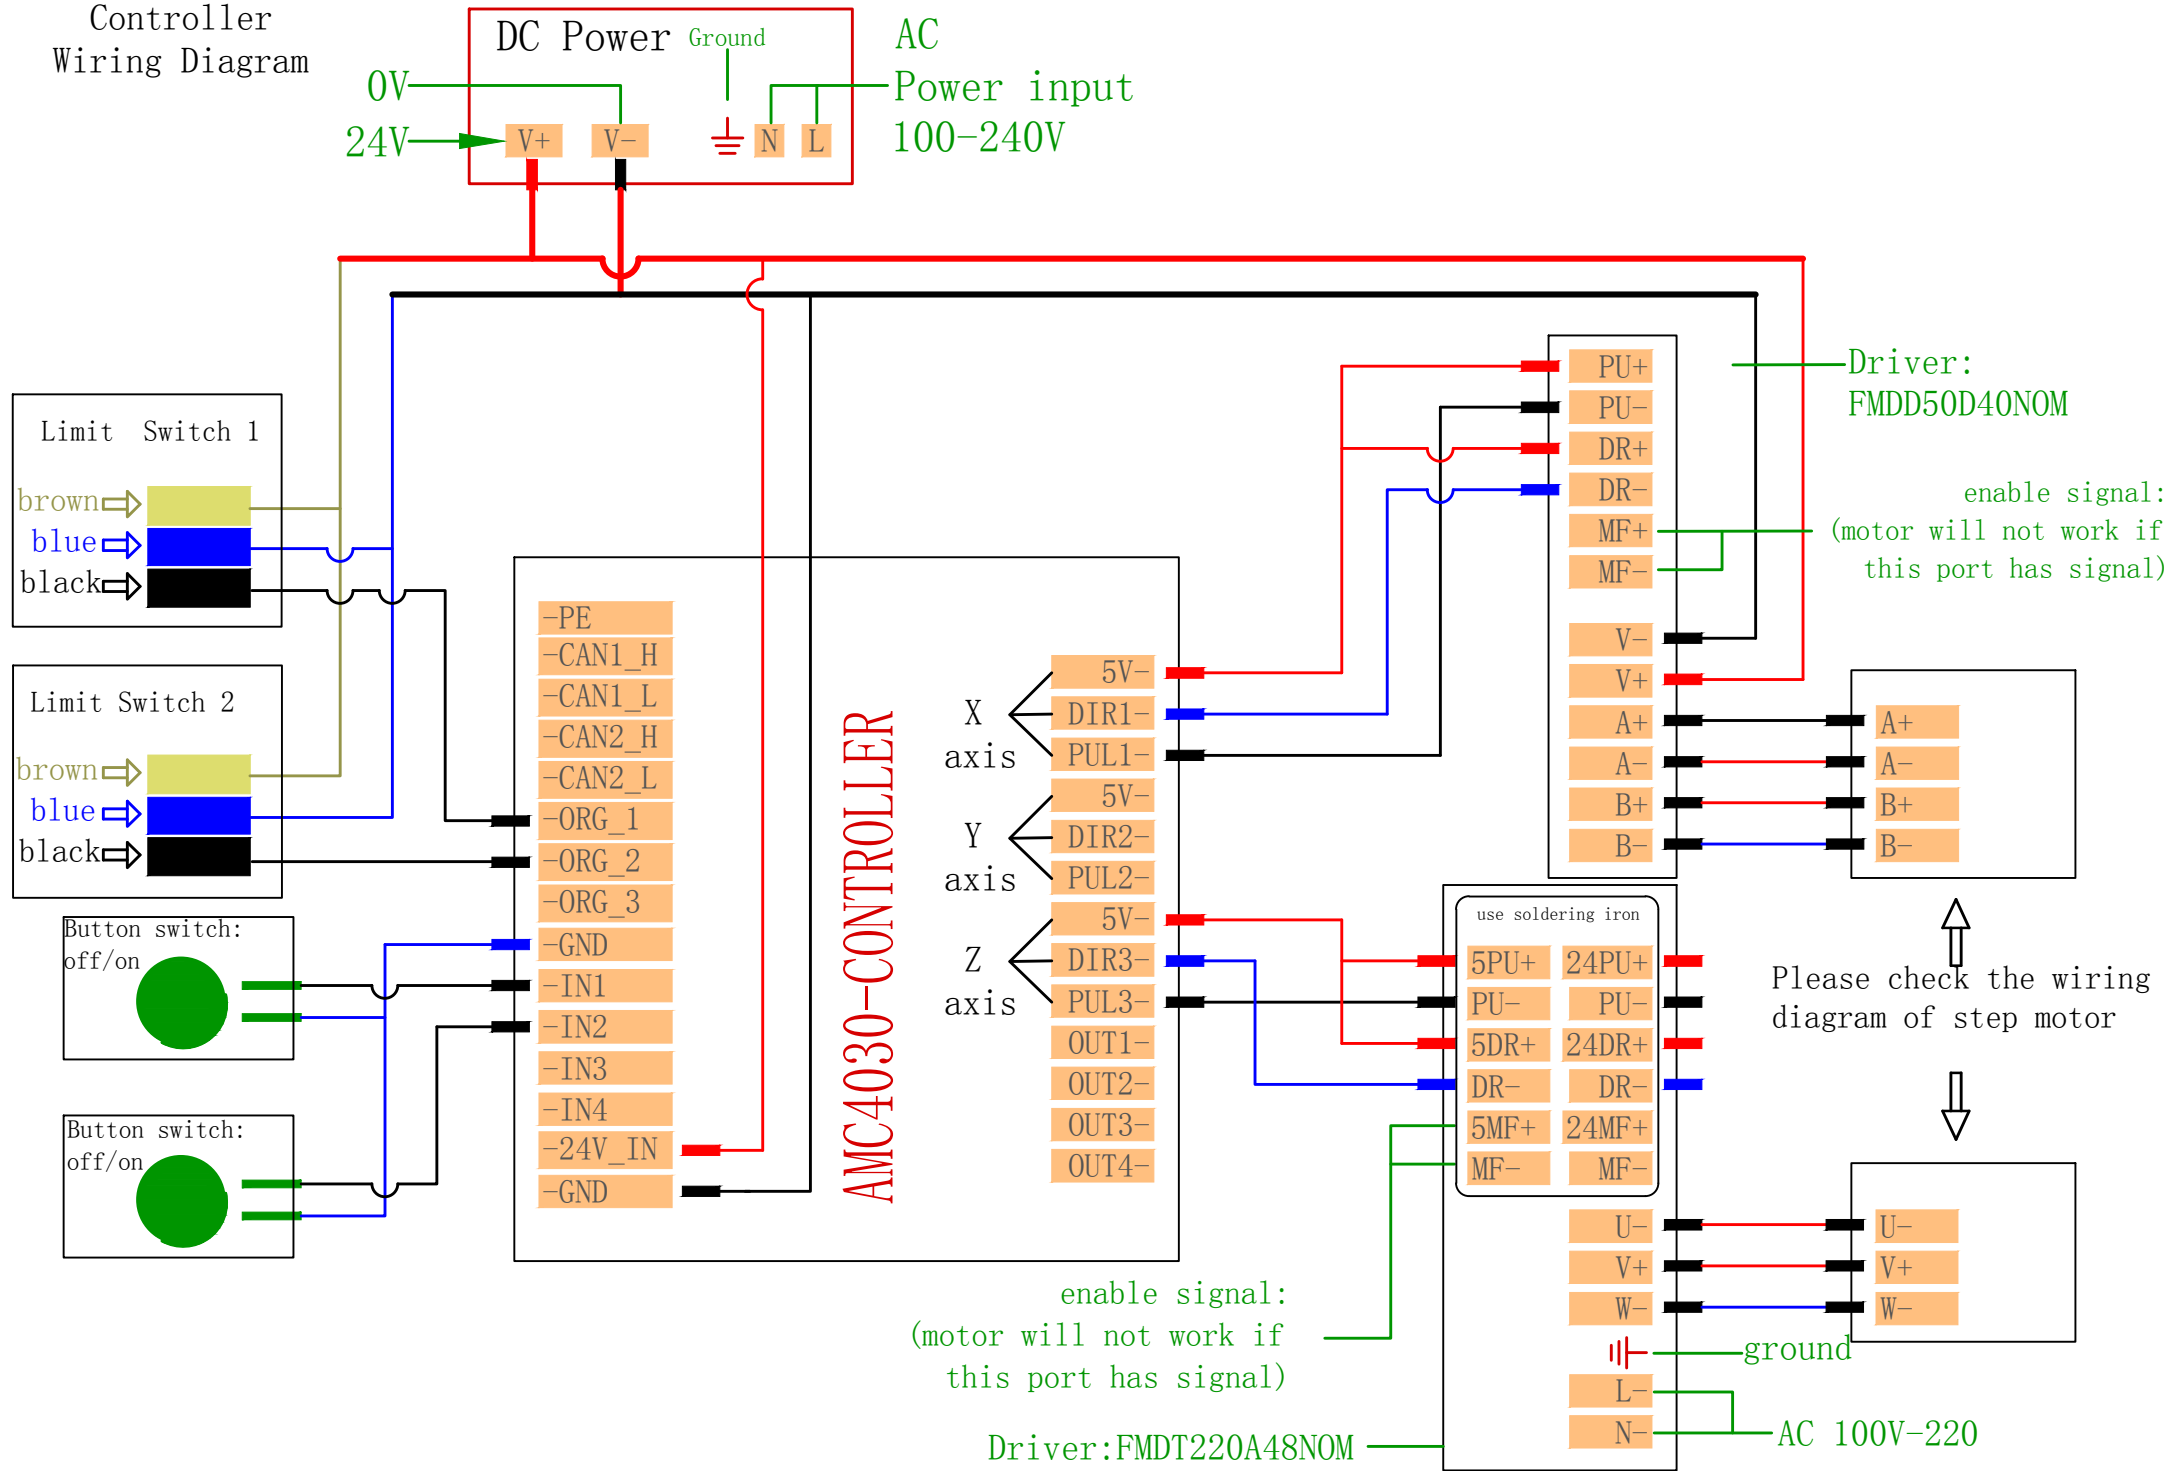 Controller
Wiring Diagram
DC Power
Ground
AC
Power input
100-240V
0V
24V
V+
V-
N
L
Limit Switch 1
brown
blue
black
Limit Switch 2
brown
blue
black
Button switch:
off/on
Button switch:
off/on
-PE
-CAN1_H
-CAN1_L
-CAN2_H
-CAN2_L
-ORG_1
-ORG_2
-ORG_3
-GND
-IN1
-IN2
-IN3
-IN4
-24V_IN
-GND
AMC4030-CONTROLLER
X
axis
Y
axis
Z
axis
5V-
DIR1-
PUL1-
5V-
DIR2-
PUL2-
5V-
DIR3-
PUL3-
OUT1-
OUT2-
OUT3-
OUT4-
PU+
PU-
DR+
DR-
MF+
MF-
V-
V+
A+
A-
B+
B-
Driver:
FMDD50D40NOM
enable signal:
(motor will not work if
this port has signal)
A+
A-
B+
B-
Please check the wiring
diagram of step motor
use soldering iron
5PU+ 24PU+
PU- PU-
5DR+ 24DR+
DR- DR-
5MF+ 24MF+
MF- MF-
U-
V+
W-
L-
N-
U-
V+
W-
ground
AC 100V-220
enable signal:
(motor will not work if
this port has signal)
Driver:FMDT220A48NOM